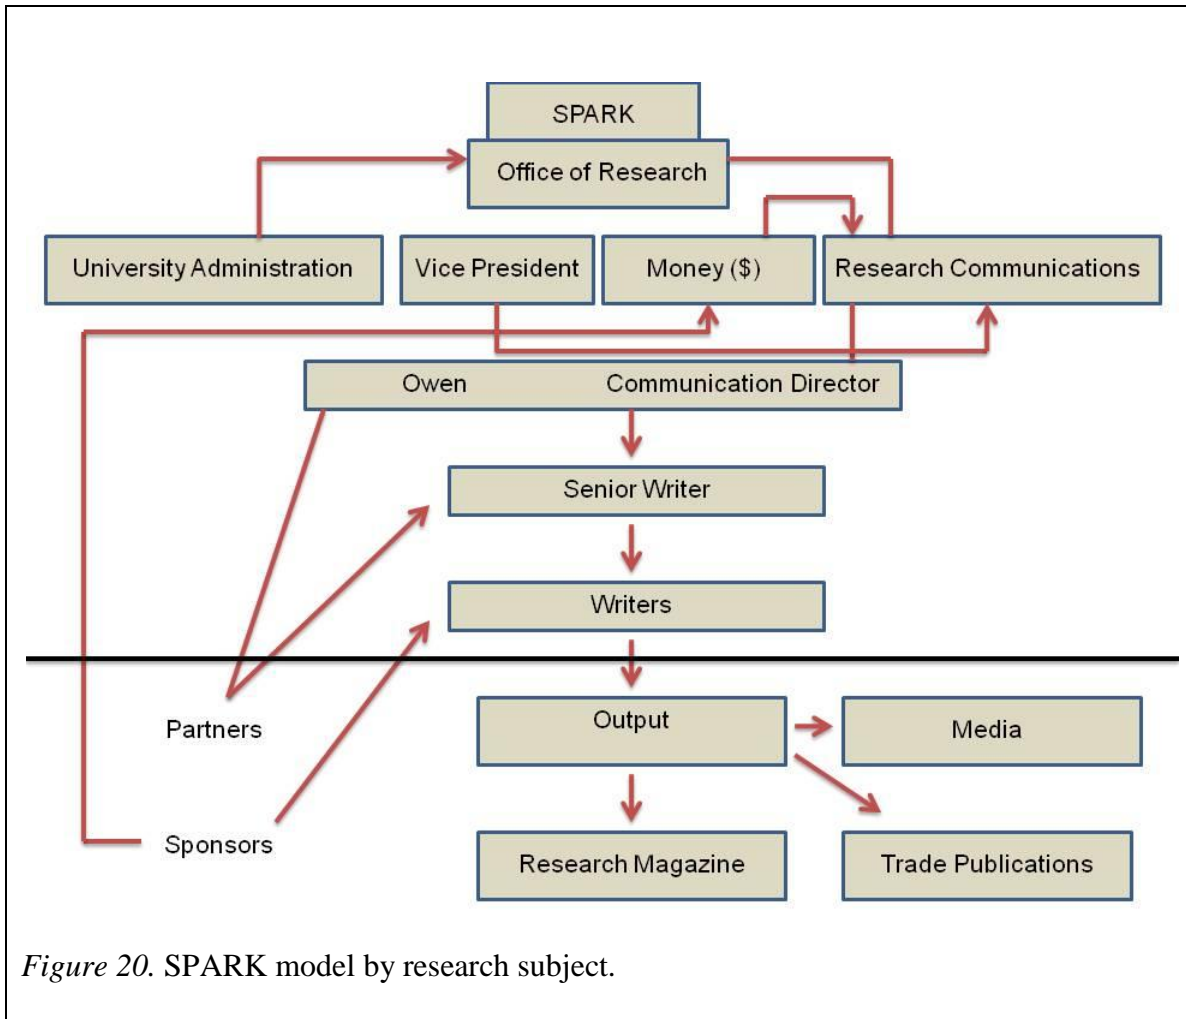 SPARK
Office of Research
University Administration
Vice President
Money ($)
Research Communications
Owen Communication Director
Senior Writer
Writers
Partners
Output
Media
Sponsors
Research Magazine
Trade Publications
Figure 20. SPARK model by research subject.